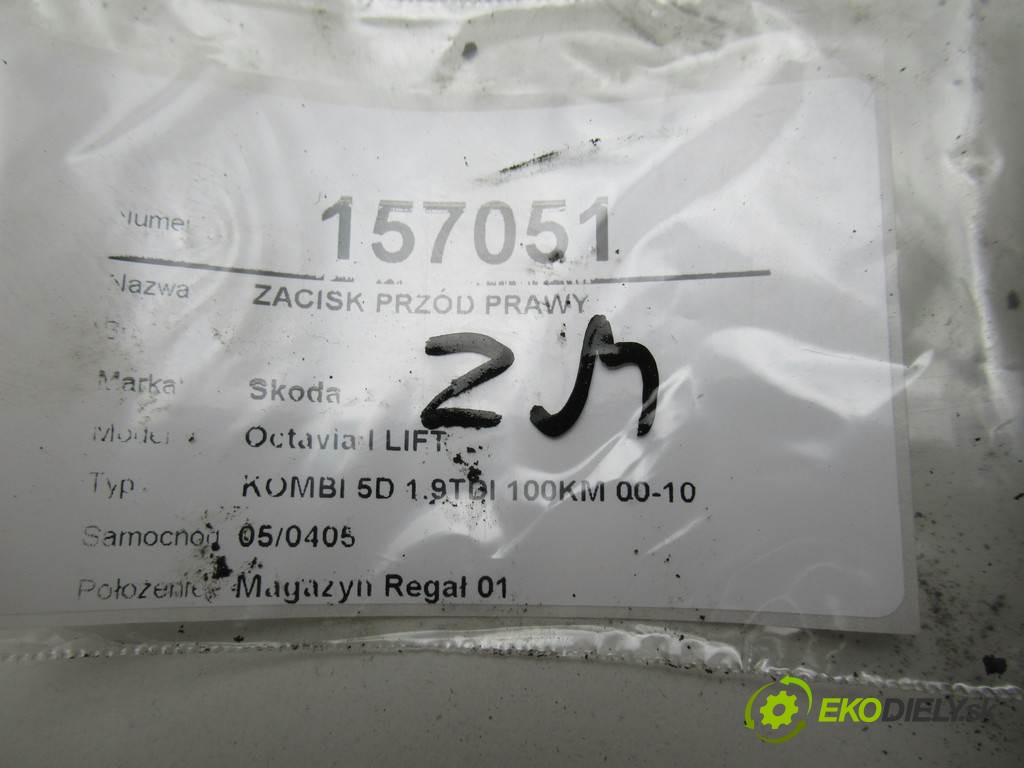 Numer 157051
Nazwa ZACISK PRZÓD PRAWY
Marka Skoda
Model Octavia I LIFT
Typ KOMBI 5D 1.9TDI 100KM 00-10
Samochód 05/0405
Położenie Magazyn Regał 01
EKODIELY.sk